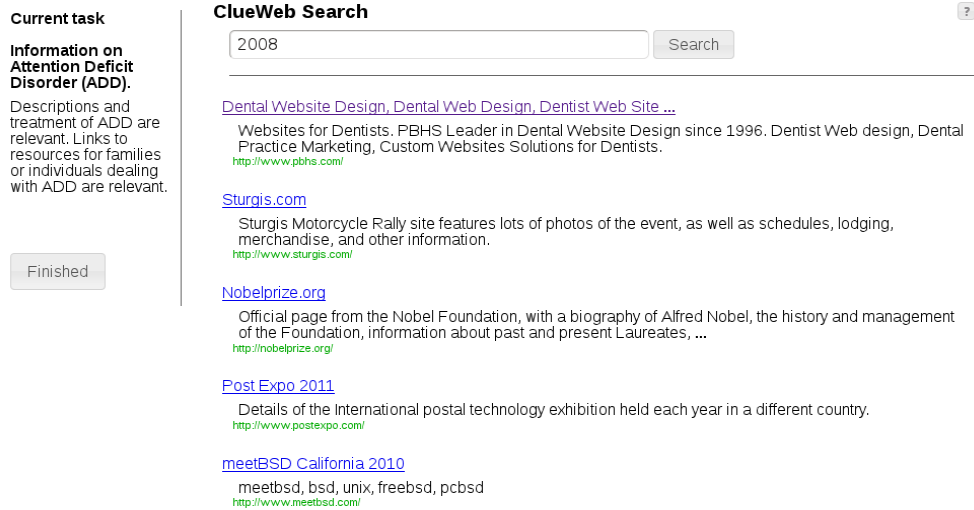 Current task
Information on
Attention Deficit
Disorder (ADD).
Descriptions and
treatment of ADD are
relevant. Links to
resources for families
or individuals dealing
with ADD are relevant.
Finished
ClueWeb Search
?
2008
Search
Dental Website Design, Dental Web Design, Dentist Web Site ...
Websites for Dentists. PBHS Leader in Dental Website Design since 1996. Dentist Web design, Dental
Practice Marketing, Custom Websites Solutions for Dentists.
http://www.pbhs.com/
Sturgis.com
Sturgis Motorcycle Rally site features lots of photos of the event, as well as schedules, lodging,
merchandise, and other information.
http://www.sturgis.com/
Nobelprize.org
Official page from the Nobel Foundation, with a biography of Alfred Nobel, the history and management
of the Foundation, information about past and present Laureates, ...
http://nobelprize.org/
Post Expo 2011
Details of the International postal technology exhibition held each year in a different country.
http://www.postexpo.com/
meetBSD California 2010
meetbsd, bsd, unix, freebsd, pcbsd
http://www.meetbsd.com/